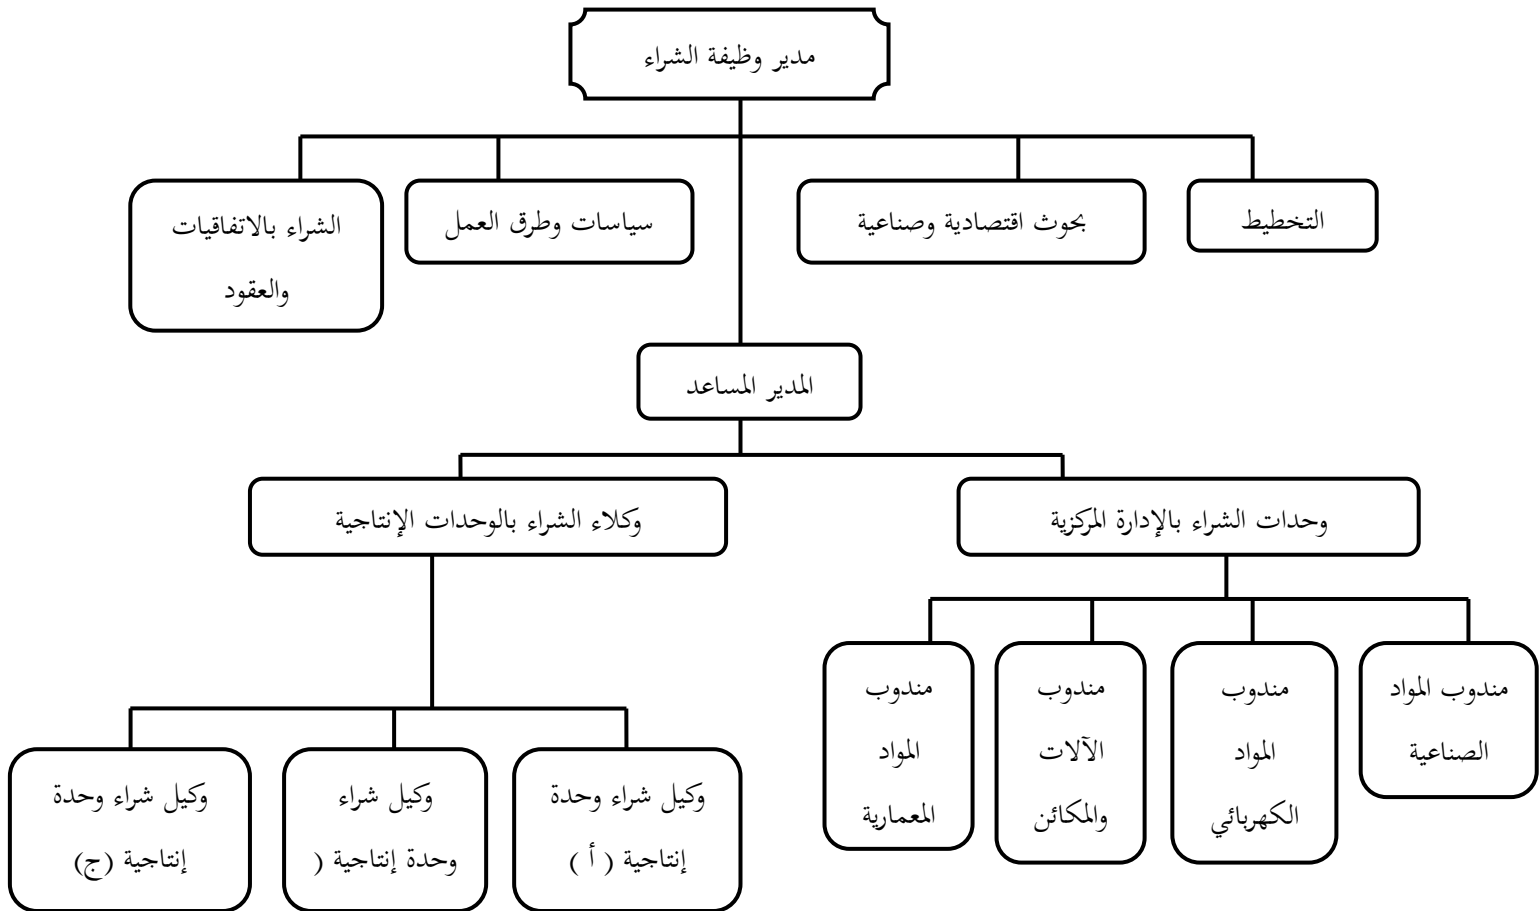 مدير وظيفة الشراء
التخطيط
بحوث اقتصادية وصناعية
سياسات وطرق العمل
الشراء بالاتفاقيات
والعقود
المدير المساعد
وحدات الشراء بالإدارة المركزية
وكلاء الشراء بالوحدات الإنتاجية
مندوب المواد
الصناعية
مندوب
المواد
الكهربائي
مندوب
الآلات
والمكائن
مندوب
المواد
المعمارية
وكيل شراء وحدة
إنتاجية ( أ )
وكيل شراء
وحدة إنتاجية (
وكيل شراء وحدة
إنتاجية (ج)